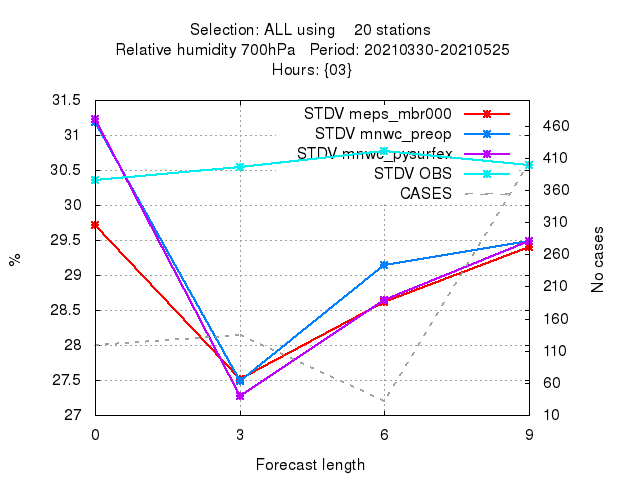 Selection: ALL using 20 stations
Relative humidity 700hPa Period: 20210330-20210525
Hours: {03}
STDV meps_mbr000
STDV mnwc_preop
STDV mnwc_pysurfex
STDV OBS
CASES
31.5
31
30.5
30
29.5
29
28.5
28
27.5
27
%
460
410
360
310
260
210
160
110
60
10
No cases
0 3 6 9
Forecast length